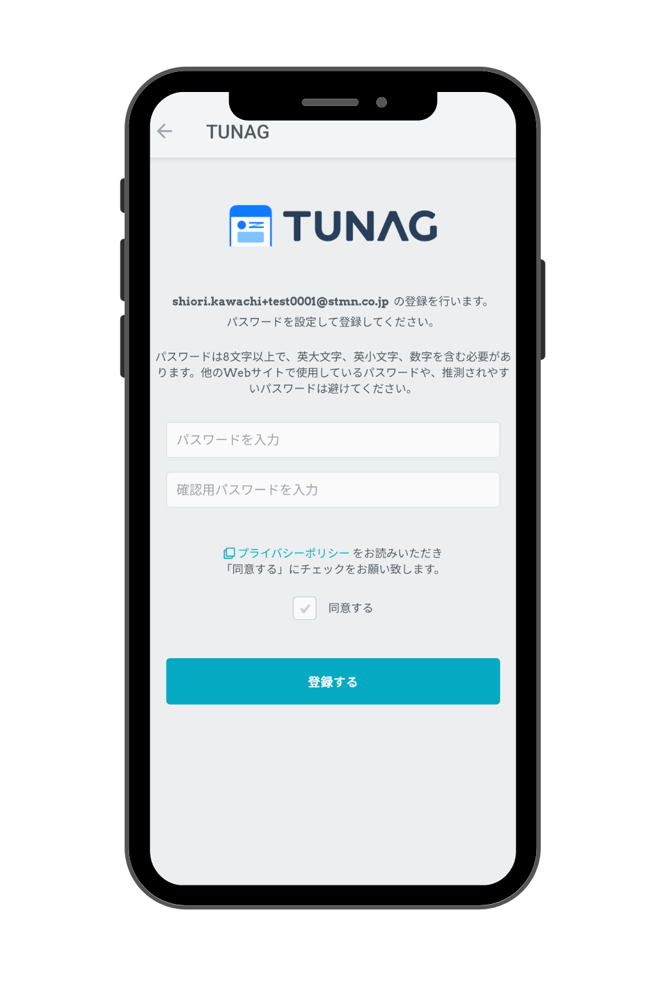 TUNAG
TUNAG
shiori.kawachi+test0001@stmn.co.jp の登録を行います。
パスワードを設定して登録してください。
パスワードは8文字以上で、英大文字、英小文字、数字を含む必要があ
ります。他のWebサイトで使用しているパスワードや、推測されやす
いパスワードは避けてください。
パスワードを入力
確認用パスワードを入力
プライバシーポリシー をお読みいただき
「同意する」にチェックをお願い致します。
同意する
登録する